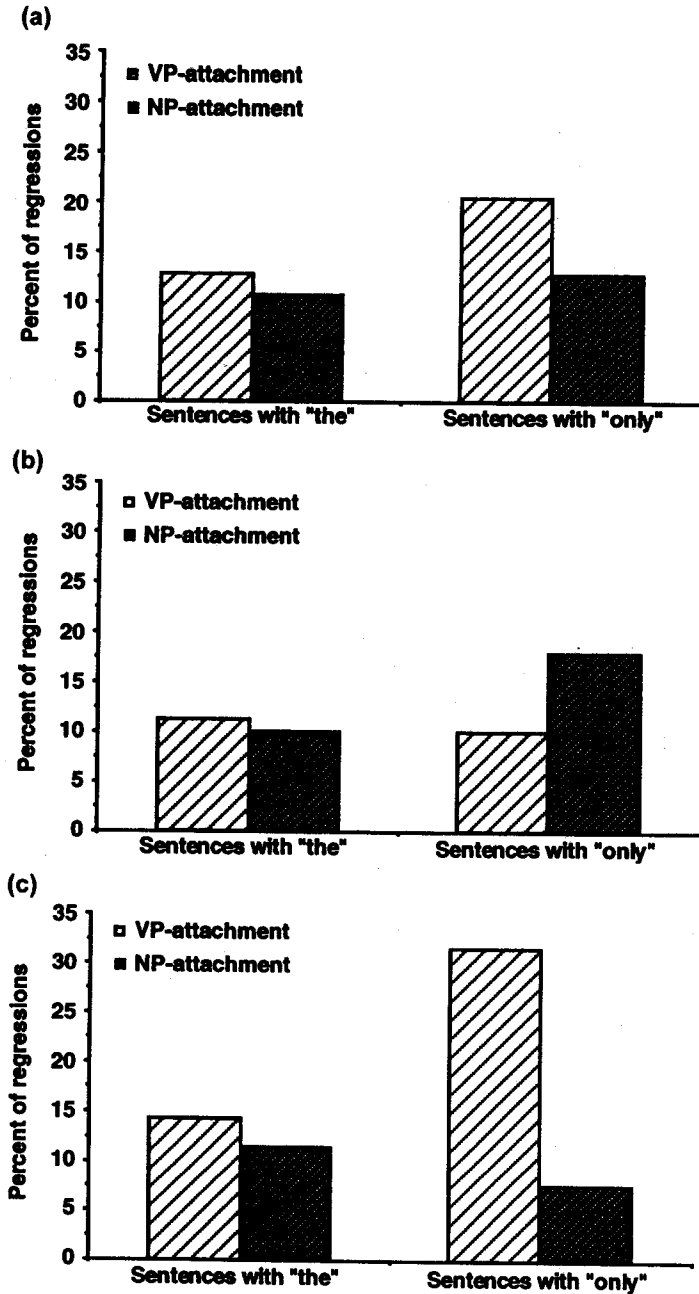 (a)
35
30
25
20
15
10
5
0
Percent of regressions
VP-attachment
NP-attachment
Sentences with "the" Sentences with "only"
(b)
35
30
25
20
15
10
5
0
Percent of regressions
VP-attachment
NP-attachment
Sentences with "the" Sentences with "only"
(c)
35
30
25
20
15
10
5
0
Percent of regressions
VP-attachment
NP-attachment
Sentences with "the" Sentences with "only"